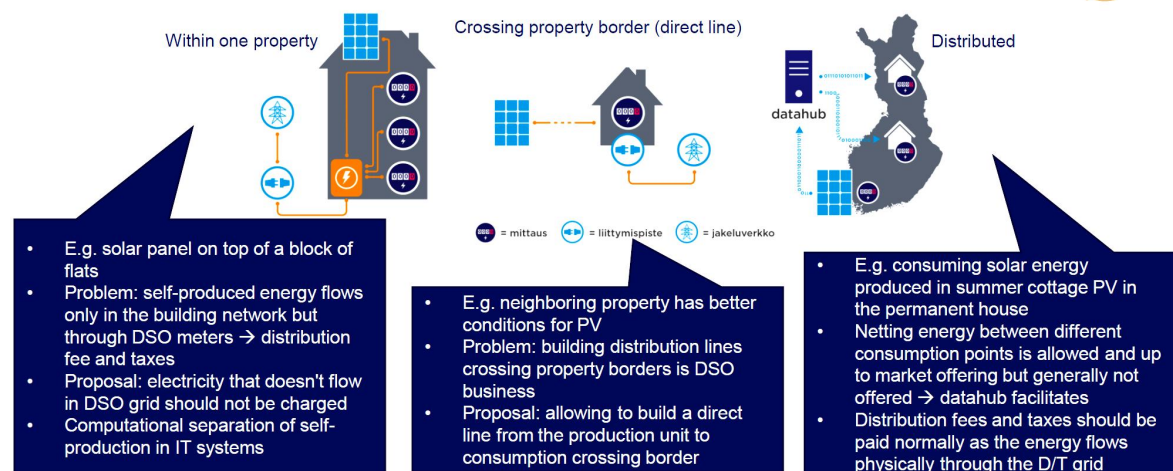 Within one property
Crossing property border (direct line)
Distributed
datahub
= mittaus
= liittymispiste
= jakeluverkko
• E.g. solar panel on top of a block of
flats
• Problem: self-produced energy flows
only in the building network but
through DSO meters → distribution
fee and taxes
• Proposal: electricity that doesn't flow
in DSO grid should not be charged
• Computational separation of self-
production in IT systems
• E.g. neighboring property has better
conditions for PV
• Problem: building distribution lines
crossing property borders is DSO
business
• Proposal: allowing to build a direct
line from the production unit to
consumption crossing border
• E.g. consuming solar energy
produced in summer cottage PV in
the permanent house
• Netting energy between different
consumption points is allowed and up
to market offering but generally not
offered → datahub facilitates
• Distribution fees and taxes should be
paid normally as the energy flows
physically through the D/T grid